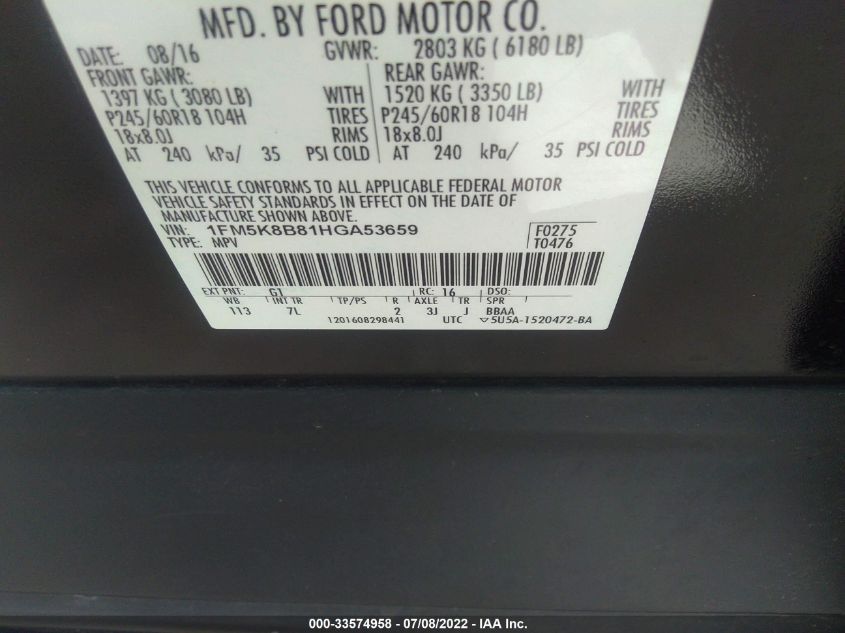 MFD. BY FORD MOTOR CO.
DATE: 08/16 GVWR: 2803 KG ( 6180 LB)
FRONT GAWR: REAR GAWR:
1397 KG ( 3080 LB) WITH 1520 KG ( 3350 LB) WITH
P245/60R18 104H TIRES P245/60R18 104H TIRES
18x8.0J RIMS 18x8.0J RIMS
AT 240 kPa/ 35 PSI COLD AT 240 kPa/ 35 PSI COLD
THIS VEHICLE CONFORMS TO ALL APPLICABLE FEDERAL MOTOR
VEHICLE SAFETY STANDARDS IN EFFECT ON THE DATE OF
MANUFACTURE SHOWN ABOVE.
VIN: 1FM5K8B81HGA53659 F0275
TYPE: MPV T0476
EXT PNT: G1 RC: 16 DSO:
WB INT TR TP/PS R AXLE TR SPR
113 7L 2 3J J BBAA
1201608298441 UTC ▽5U5A-1520472-BA
000-33574958 - 07/08/2022 - IAA Inc.